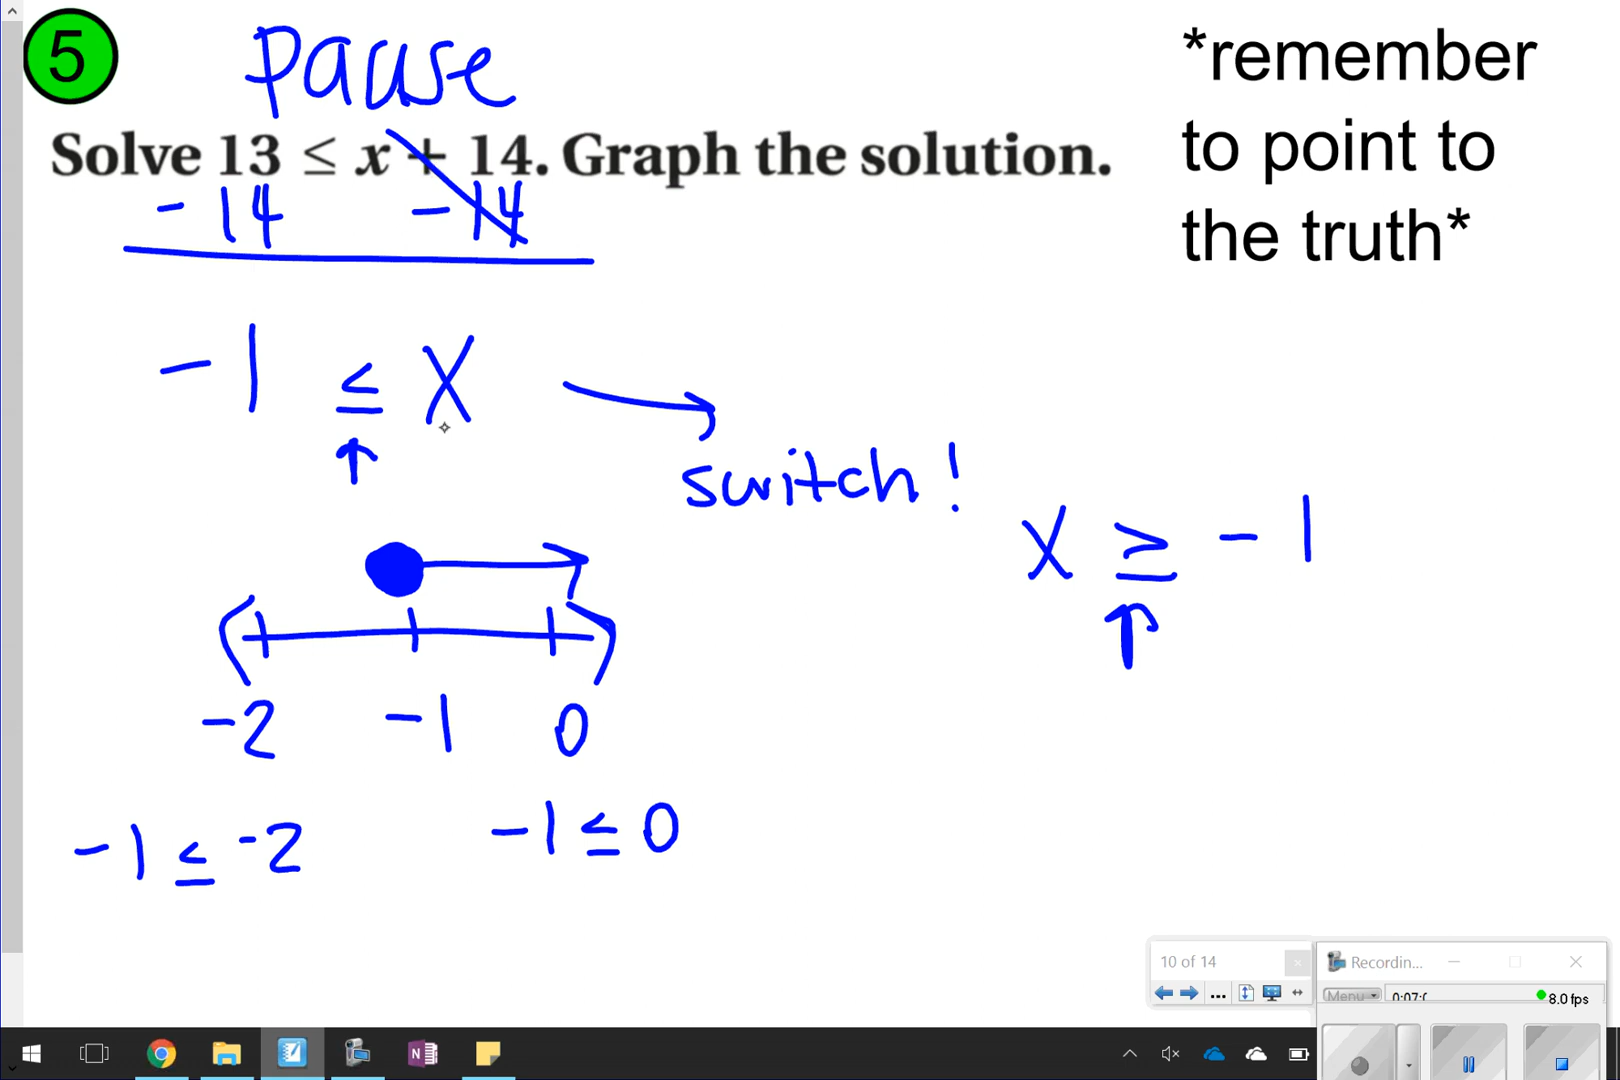 5
pause
*remember
to point to
the truth*
Solve 13 ≤ x + 14. Graph the solution.
- 14 - 14
-1 ≤ x
switch!
x ≥ -1
-2 -1 0
-1 ≤ -2 -1 ≤ 0
10 of 14
Recordin...
Menu
8.0 fps
N